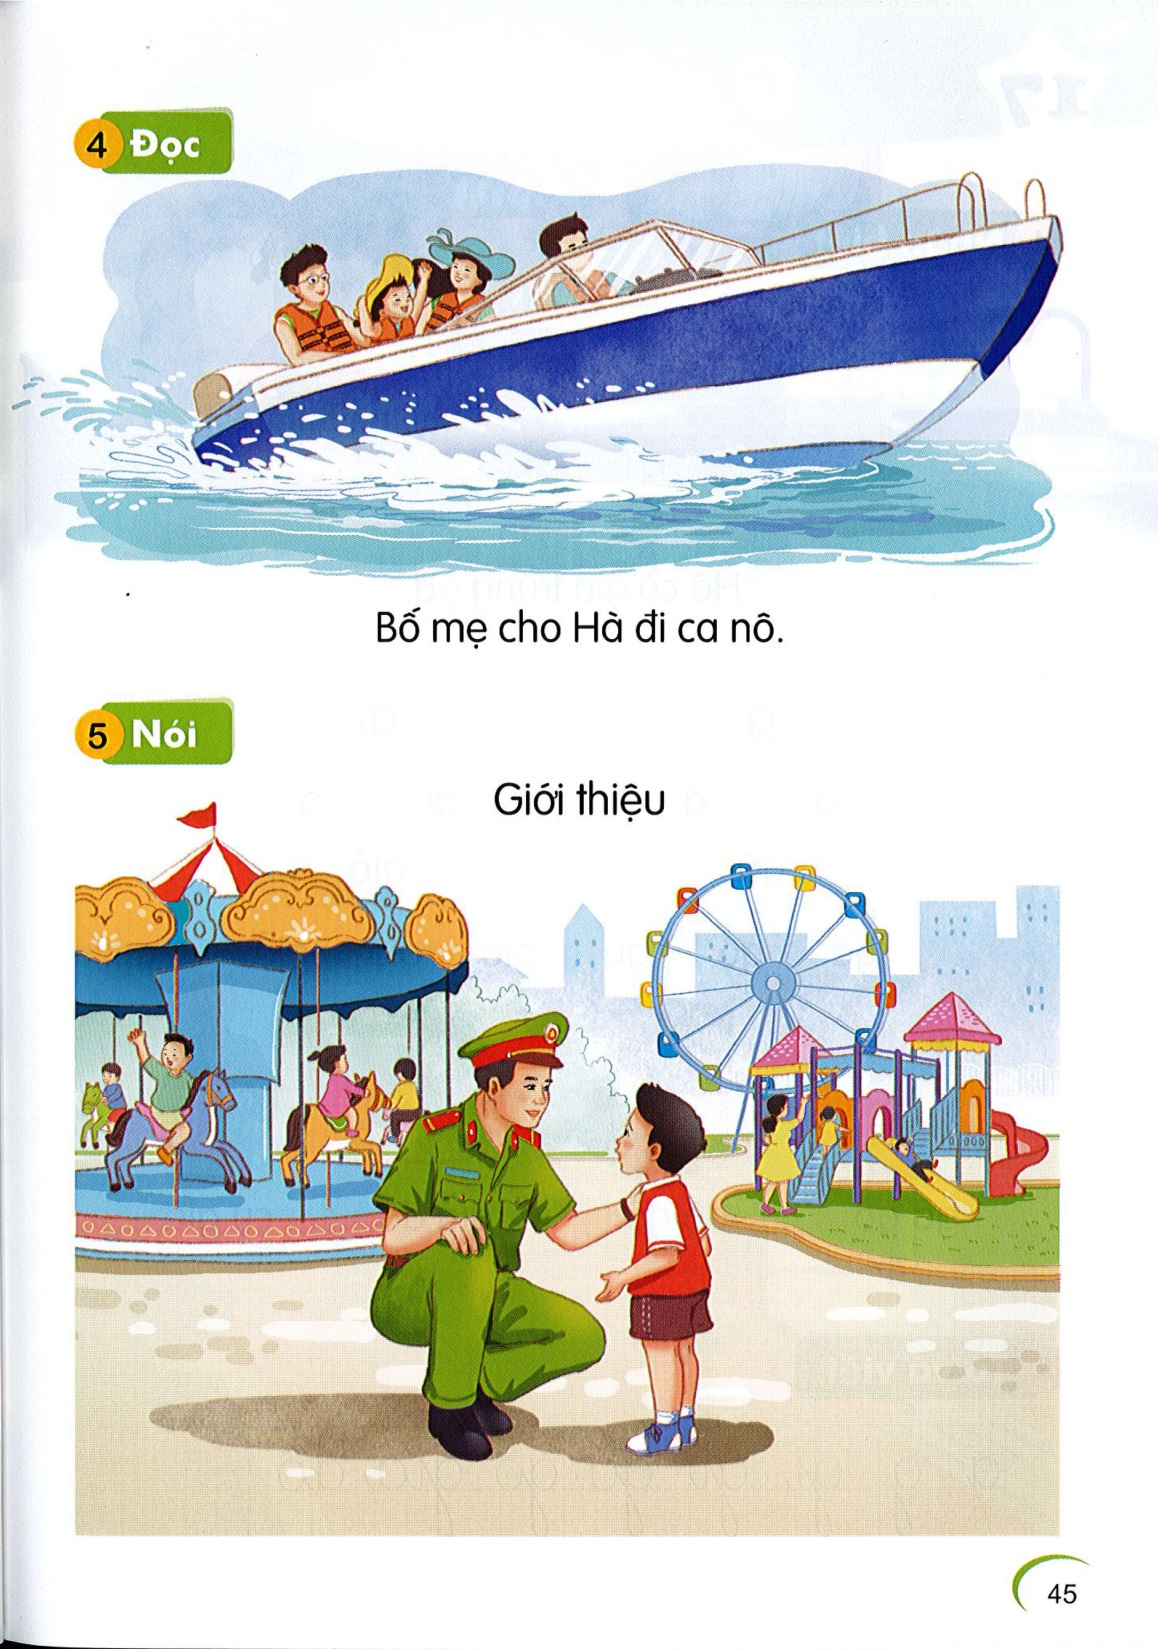 4 Đọc
Bố mẹ cho Hà đi ca nô.
5 Nói
Giới thiệu
45